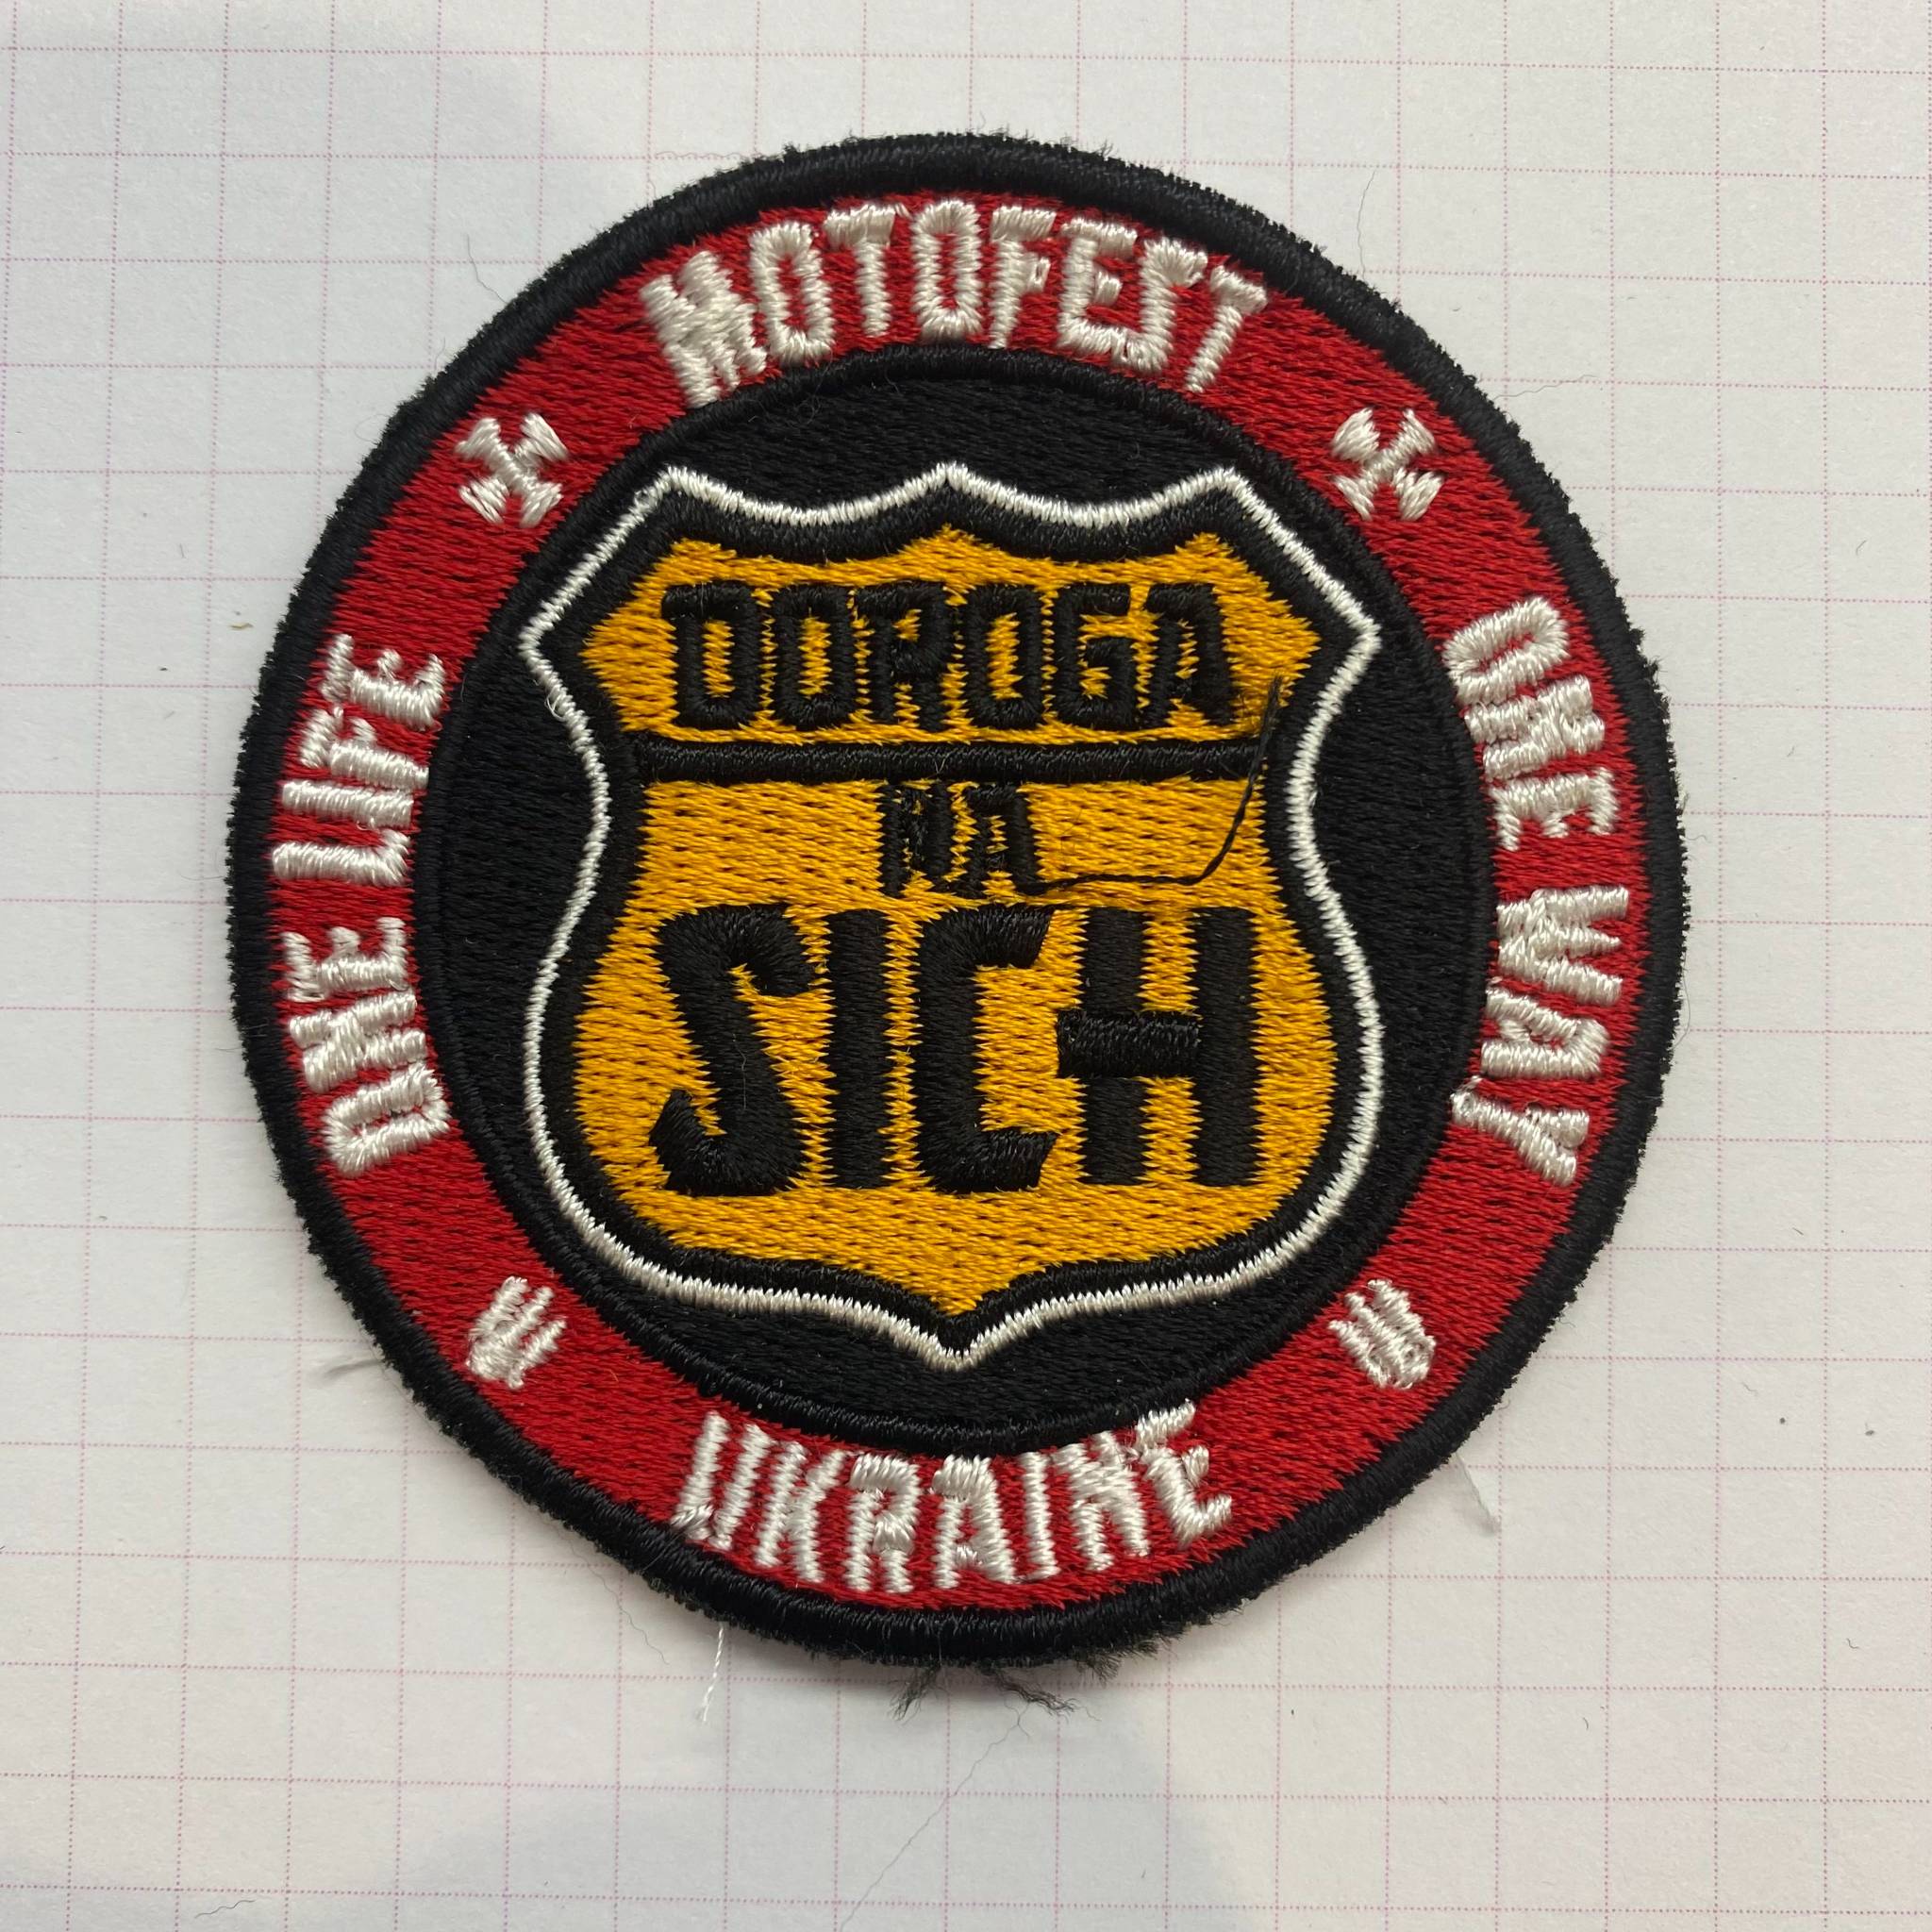 MOTOFEST
ONE LIFE
ONE WAY
DOROGA
NA
SICH
UKRAINE